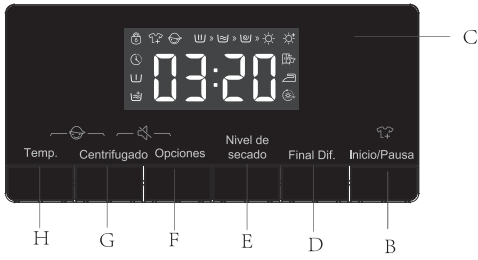 C
03:20
Temp. Centrifugado Opciones Nivel de secado Final Dif. Inicio/Pausa
H G F E D B